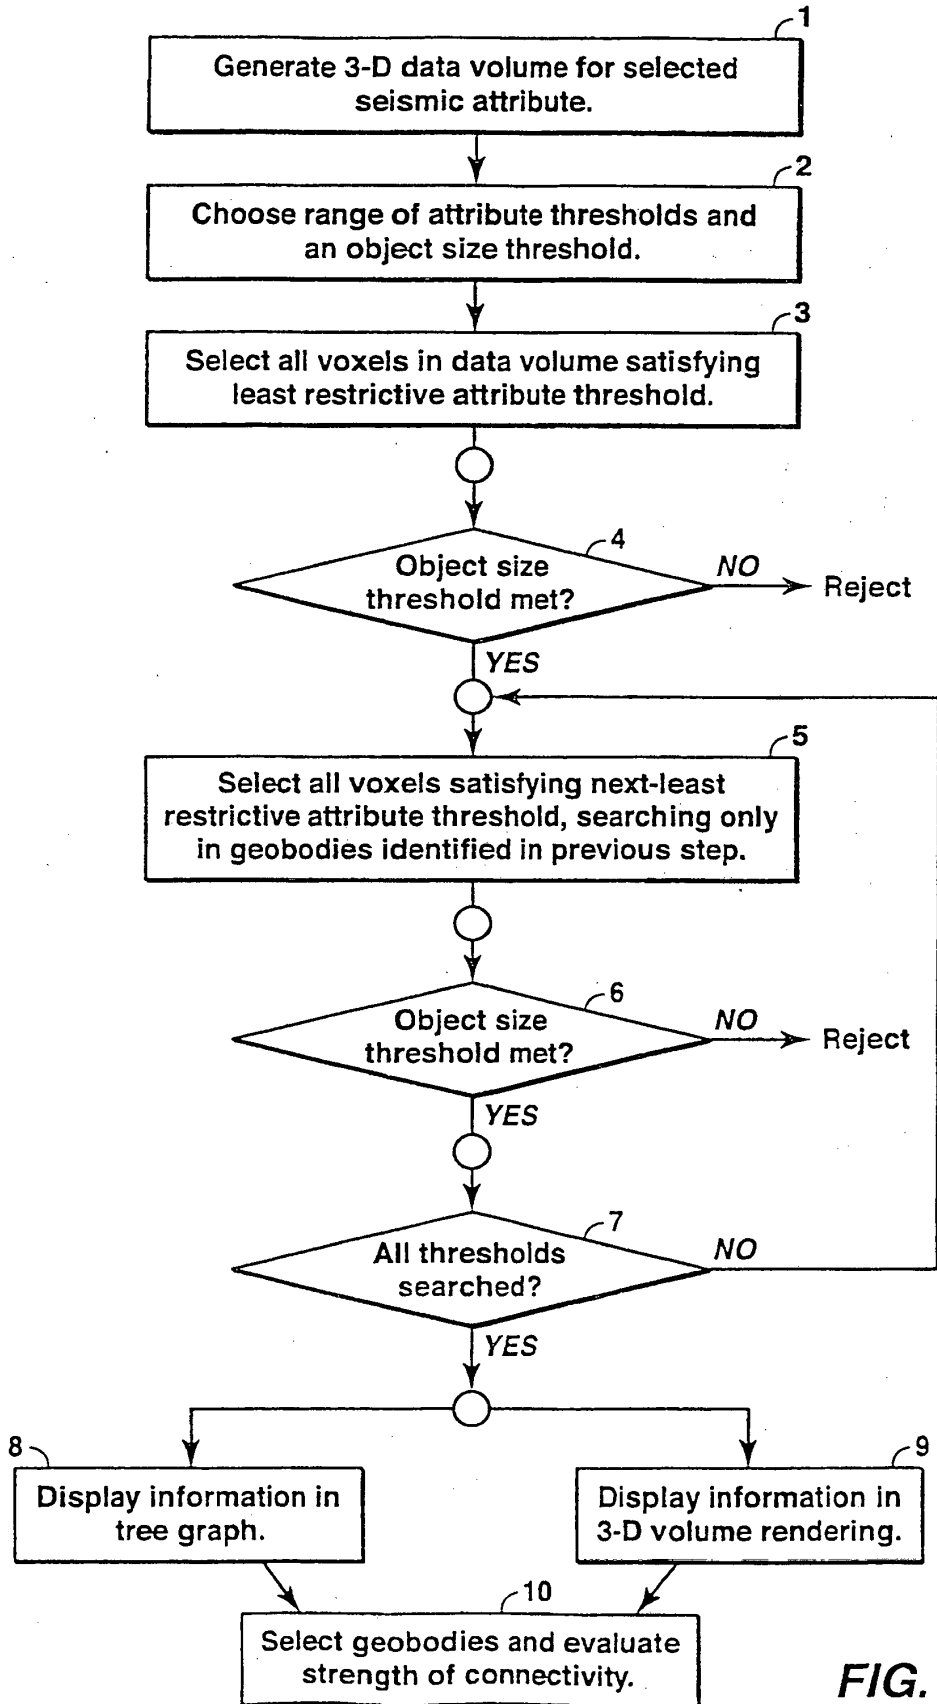 1
Generate 3-D data volume for selected
seismic attribute.
2
Choose range of attribute thresholds and
an object size threshold.
3
Select all voxels in data volume satisfying
least restrictive attribute threshold.
4
Object size
threshold met?
NO
Reject
YES
5
Select all voxels satisfying next-least
restrictive attribute threshold, searching only
in geobodies identified in previous step.
6
Object size
threshold met?
NO
Reject
YES
7
All thresholds
searched?
NO
YES
8
Display information in
tree graph.
9
Display information in
3-D volume rendering.
10
Select geobodies and evaluate
strength of connectivity.
FIG.